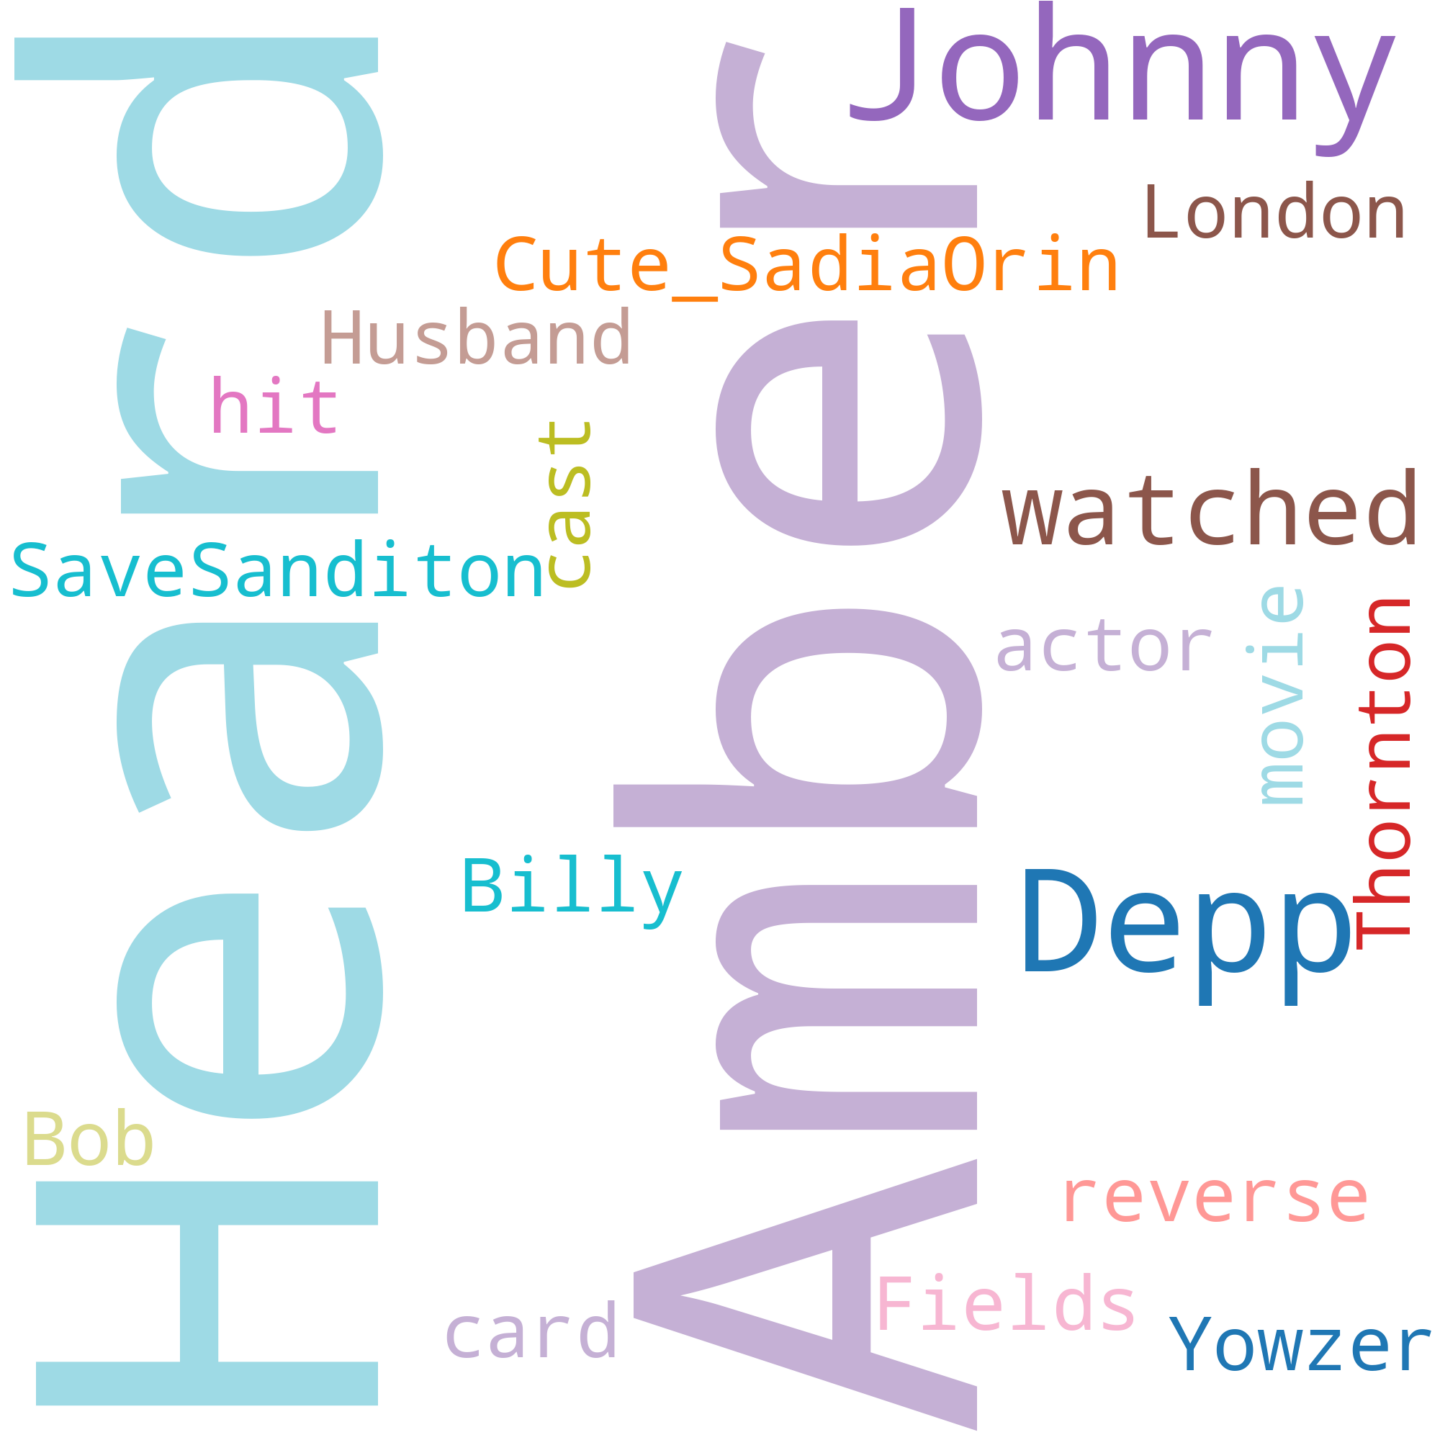 Heard
Amber
Johnny
London
Cute_SadiaOrin
Husband
hit
cast
watched
SaveSanditon
actor
movie
Thornton
Billy
Depp
Bob
reverse
Fields
card
Yowzer